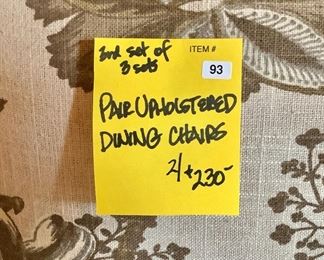 2nd set of
3 sets
ITEM #
93
PAIR UPHOLSTERED
DINING CHAIRS
2/$230-